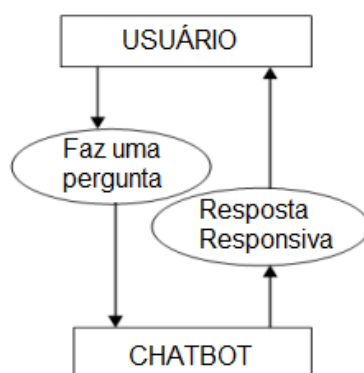 USUÁRIO
Faz uma
pergunta
Resposta
Responsiva
CHATBOT